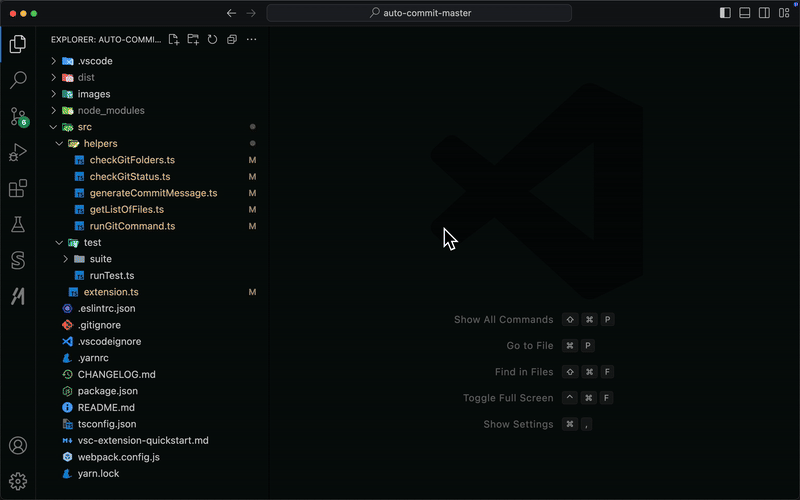 auto-commit-master
EXPLORER: AUTO-COMMI...
.vscode
dist
images
node_modules
src
helpers
checkGitFolders.ts M
checkGitStatus.ts M
generateCommitMessage.ts M
getListOfFiles.ts M
runGitCommand.ts M
test
suite
runTest.ts
extension.ts M
.eslintrc.json
.gitignore
.vscodeignore
.yarnrc
CHANGELOG.md
package.json
README.md
tsconfig.json
vsc-extension-quickstart.md
webpack.config.js
yarn.lock
6
Show All Commands ⇧ ⌘ P
Go to File ⌘ P
Find in Files ⇧ ⌘ F
Toggle Full Screen ^ ⌘ F
Show Settings ⌘ ,